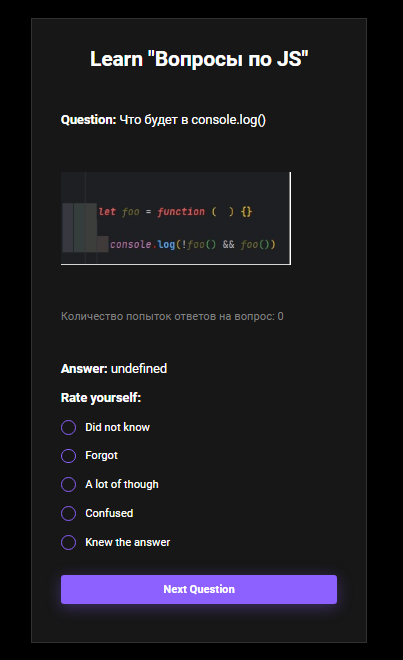 Learn "Вопросы по JS"
Question: Что будет в console.log()
let foo = function (  ) {}
console.log(!foo() && foo())
Количество попыток ответов на вопрос: 0
Answer: undefined
Rate yourself:
Did not know
Forgot
A lot of though
Confused
Knew the answer
Next Question